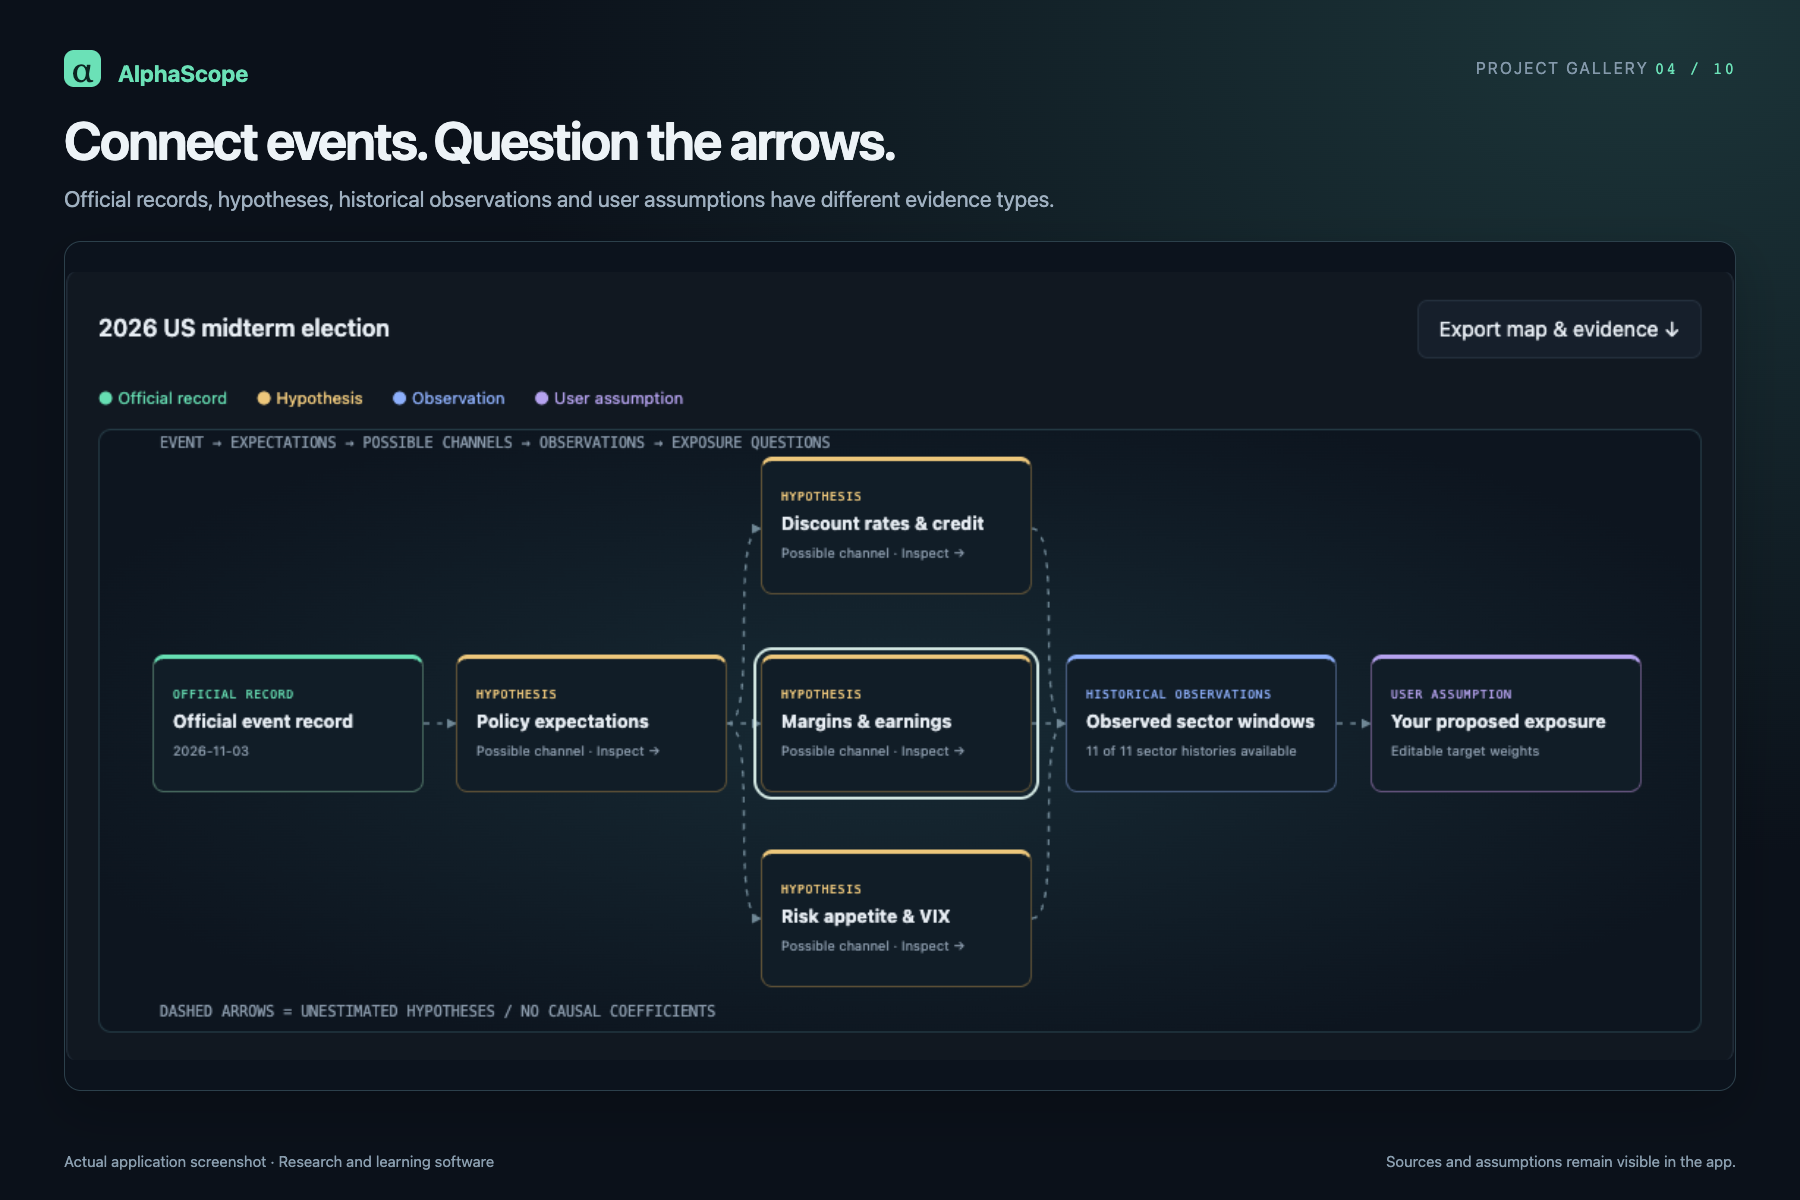 α AlphaScope
PROJECT GALLERY 04 / 10
Connect events. Question the arrows.
Official records, hypotheses, historical observations and user assumptions have different evidence types.
2026 US midterm election
Export map & evidence ↓
Official record
Hypothesis
Observation
User assumption
EVENT → EXPECTATIONS → POSSIBLE CHANNELS → OBSERVATIONS → EXPOSURE QUESTIONS
HYPOTHESIS
Discount rates & credit
Possible channel · Inspect →
OFFICIAL RECORD
Official event record
2026-11-03
HYPOTHESIS
Policy expectations
Possible channel · Inspect →
HYPOTHESIS
Margins & earnings
Possible channel · Inspect →
HISTORICAL OBSERVATIONS
Observed sector windows
11 of 11 sector histories available
USER ASSUMPTION
Your proposed exposure
Editable target weights
HYPOTHESIS
Risk appetite & VIX
Possible channel · Inspect →
DASHED ARROWS = UNESTIMATED HYPOTHESES / NO CAUSAL COEFFICIENTS
Actual application screenshot · Research and learning software
Sources and assumptions remain visible in the app.